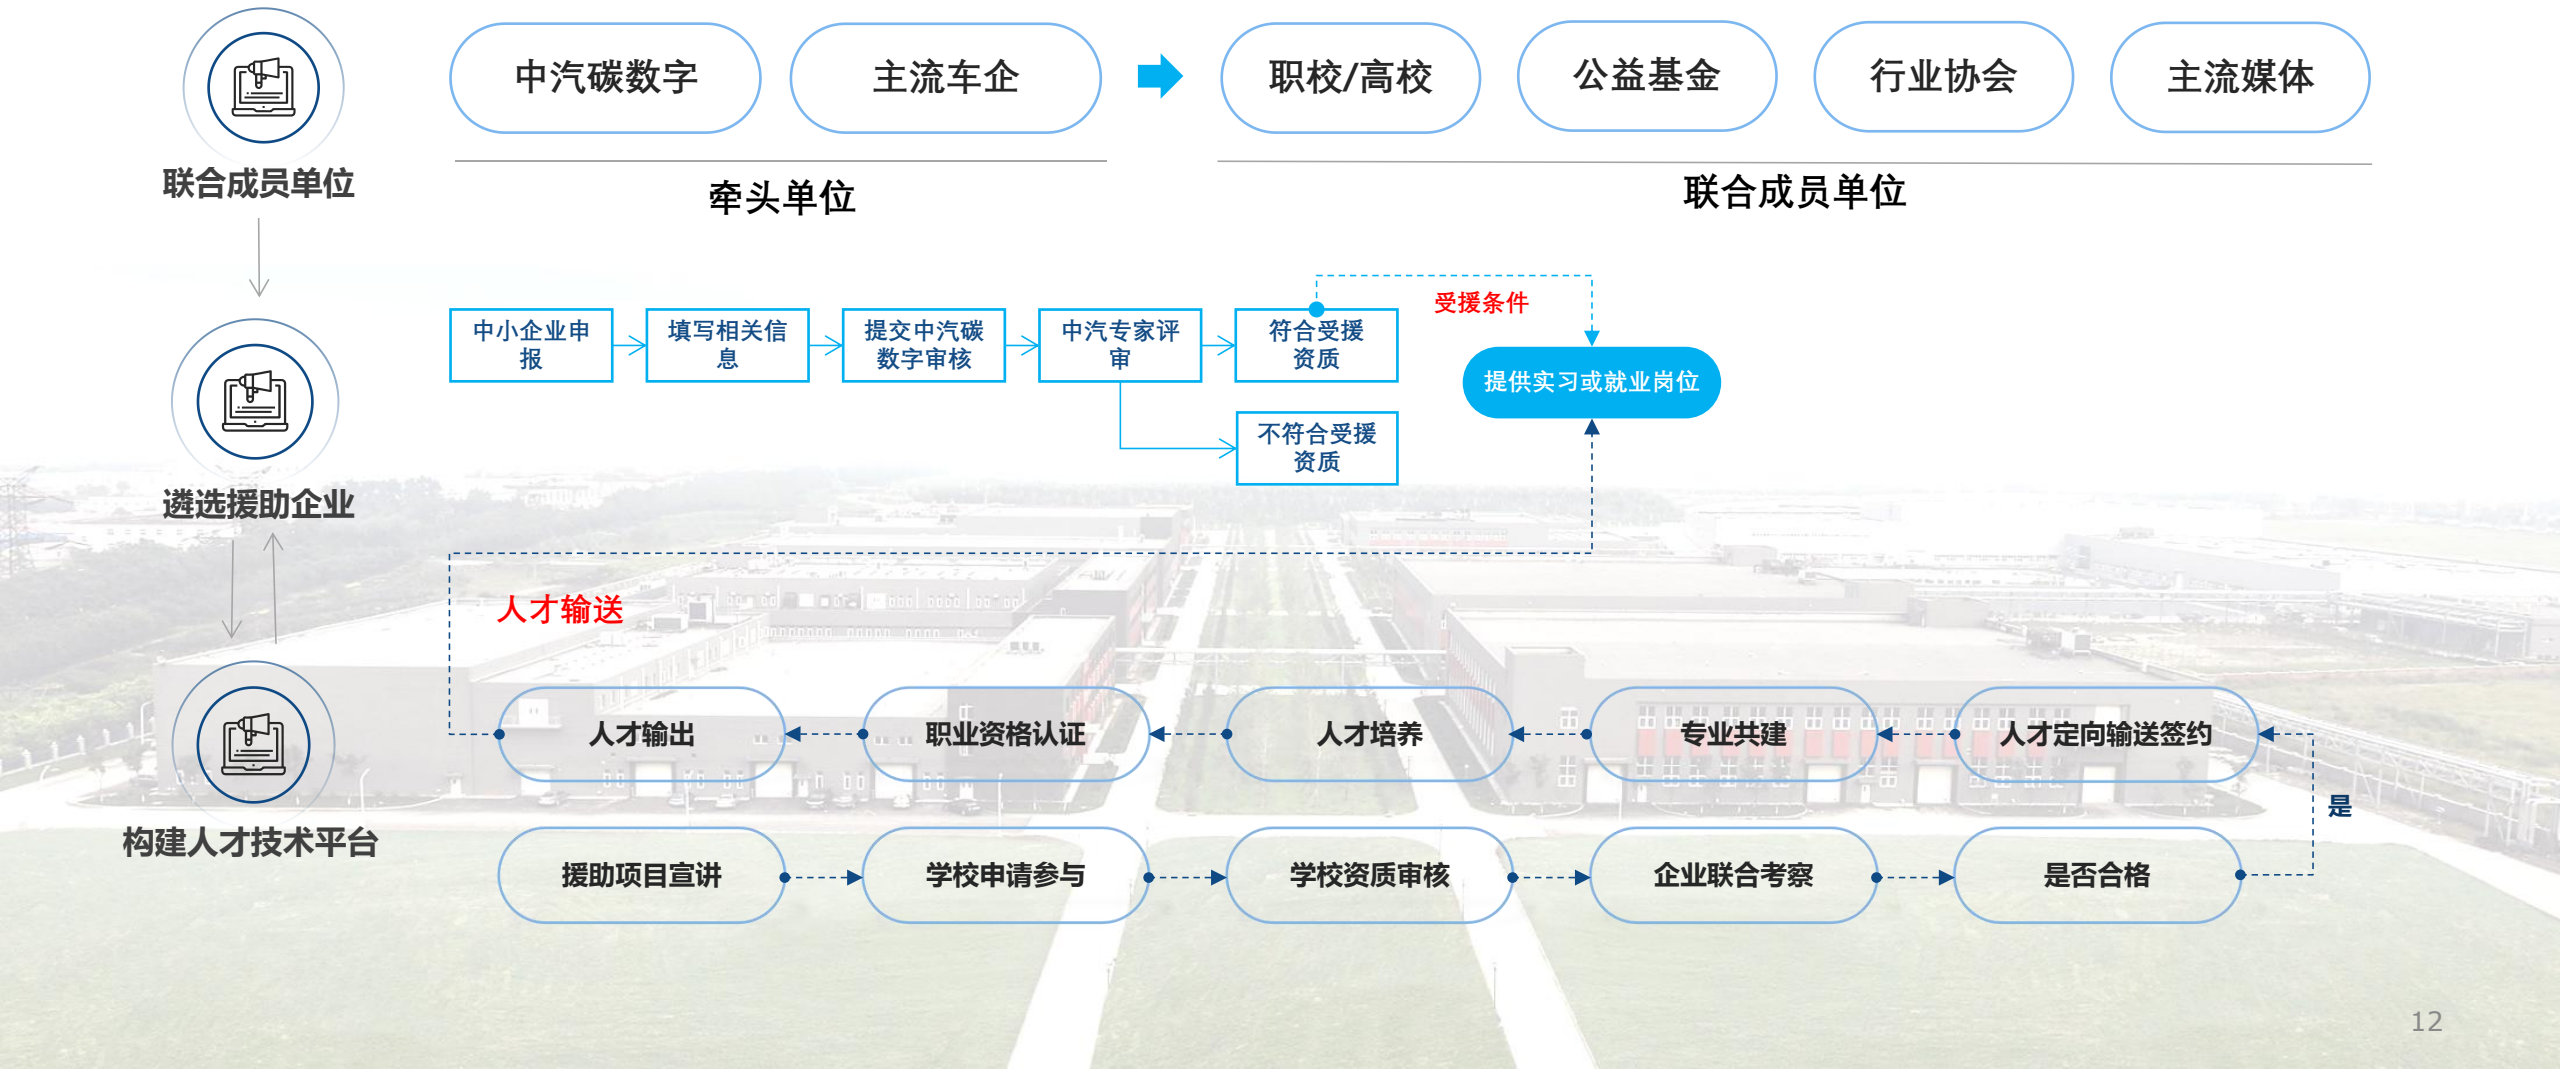 中汽碳数字
主流车企
职校/高校
公益基金
行业协会
主流媒体
联合成员单位
牵头单位
联合成员单位
中小企业申
报
填写相关信
息
提交中汽碳
数字审核
中汽专家评
审
符合受援
资质
受援条件
提供实习或就业岗位
不符合受援
资质
遴选援助企业
人才输送
人才输出
职业资格认证
人才培养
专业共建
人才定向输送签约
是
构建人才技术平台
援助项目宣讲
学校申请参与
学校资质审核
企业联合考察
是否合格
12